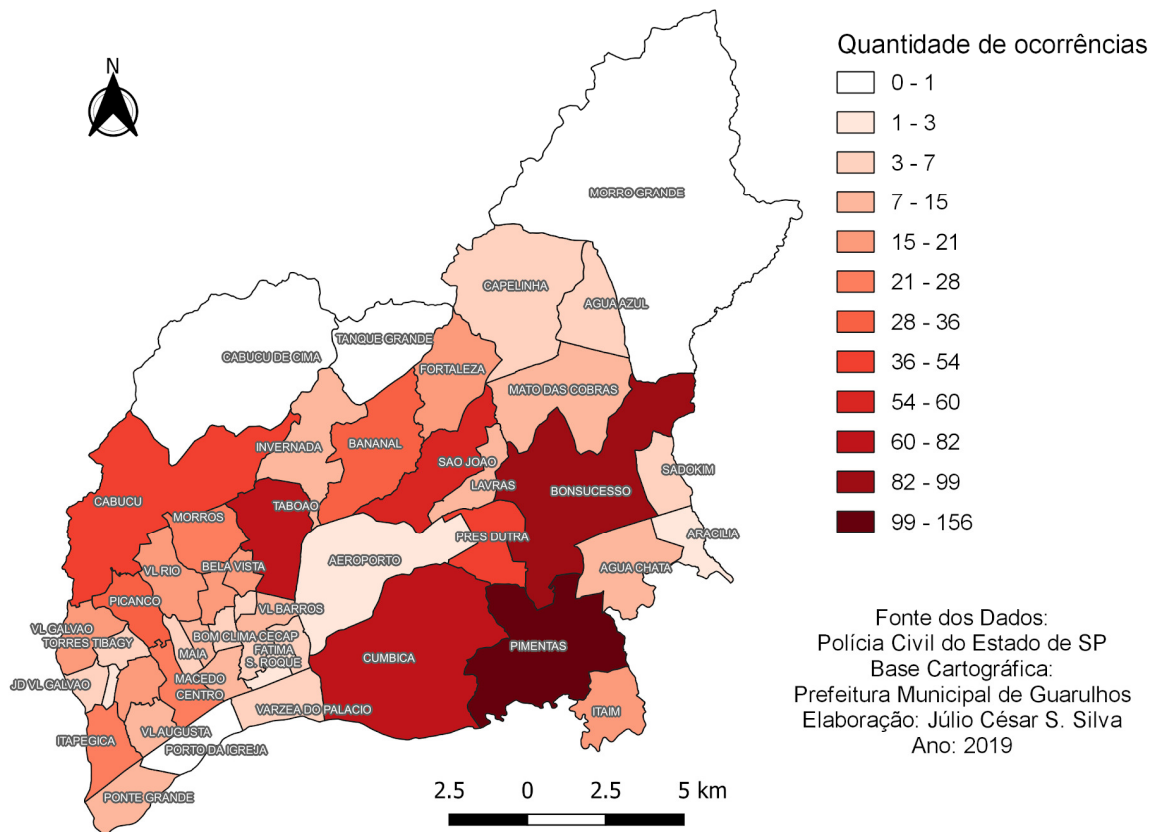 N
Quantidade de ocorrências
0 - 1
1 - 3
3 - 7
7 - 15
15 - 21
21 - 28
28 - 36
36 - 54
54 - 60
60 - 82
82 - 99
99 - 156
MORRO GRANDE
CAPELINHA
AGUA AZUL
TANQUE GRANDE
CABUCU DE CIMA
FORTALEZA
MATO DAS COBRAS
INVERNADA
BANANAL
SAO JOAO
SADOKIM
LAVRAS
BONSUCESSO
CABUCU
TABOAO
MORROS
ARACILIA
PRES DUTRA
AEROPORTO
AGUA CHATA
VL RIO
BELA VISTA
PICANCO
VL BARROS
VL GALVAO
BOM CLIMA
CECAP
TORRES TIBAGY
FATIMA
MAIA
S. ROQUE
CUMBICA
PIMENTAS
JD VL GALVAO
MACEDO
CENTRO
VARZEA DO PALACIO
ITAIM
VL AUGUSTA
ITAPEGICA
PORTO DA IGREJA
PONTE GRANDE
Fonte dos Dados:
Polícia Civil do Estado de SP
Base Cartográfica:
Prefeitura Municipal de Guarulhos
Elaboração: Júlio César S. Silva
Ano: 2019
2.5 0 2.5 5 km